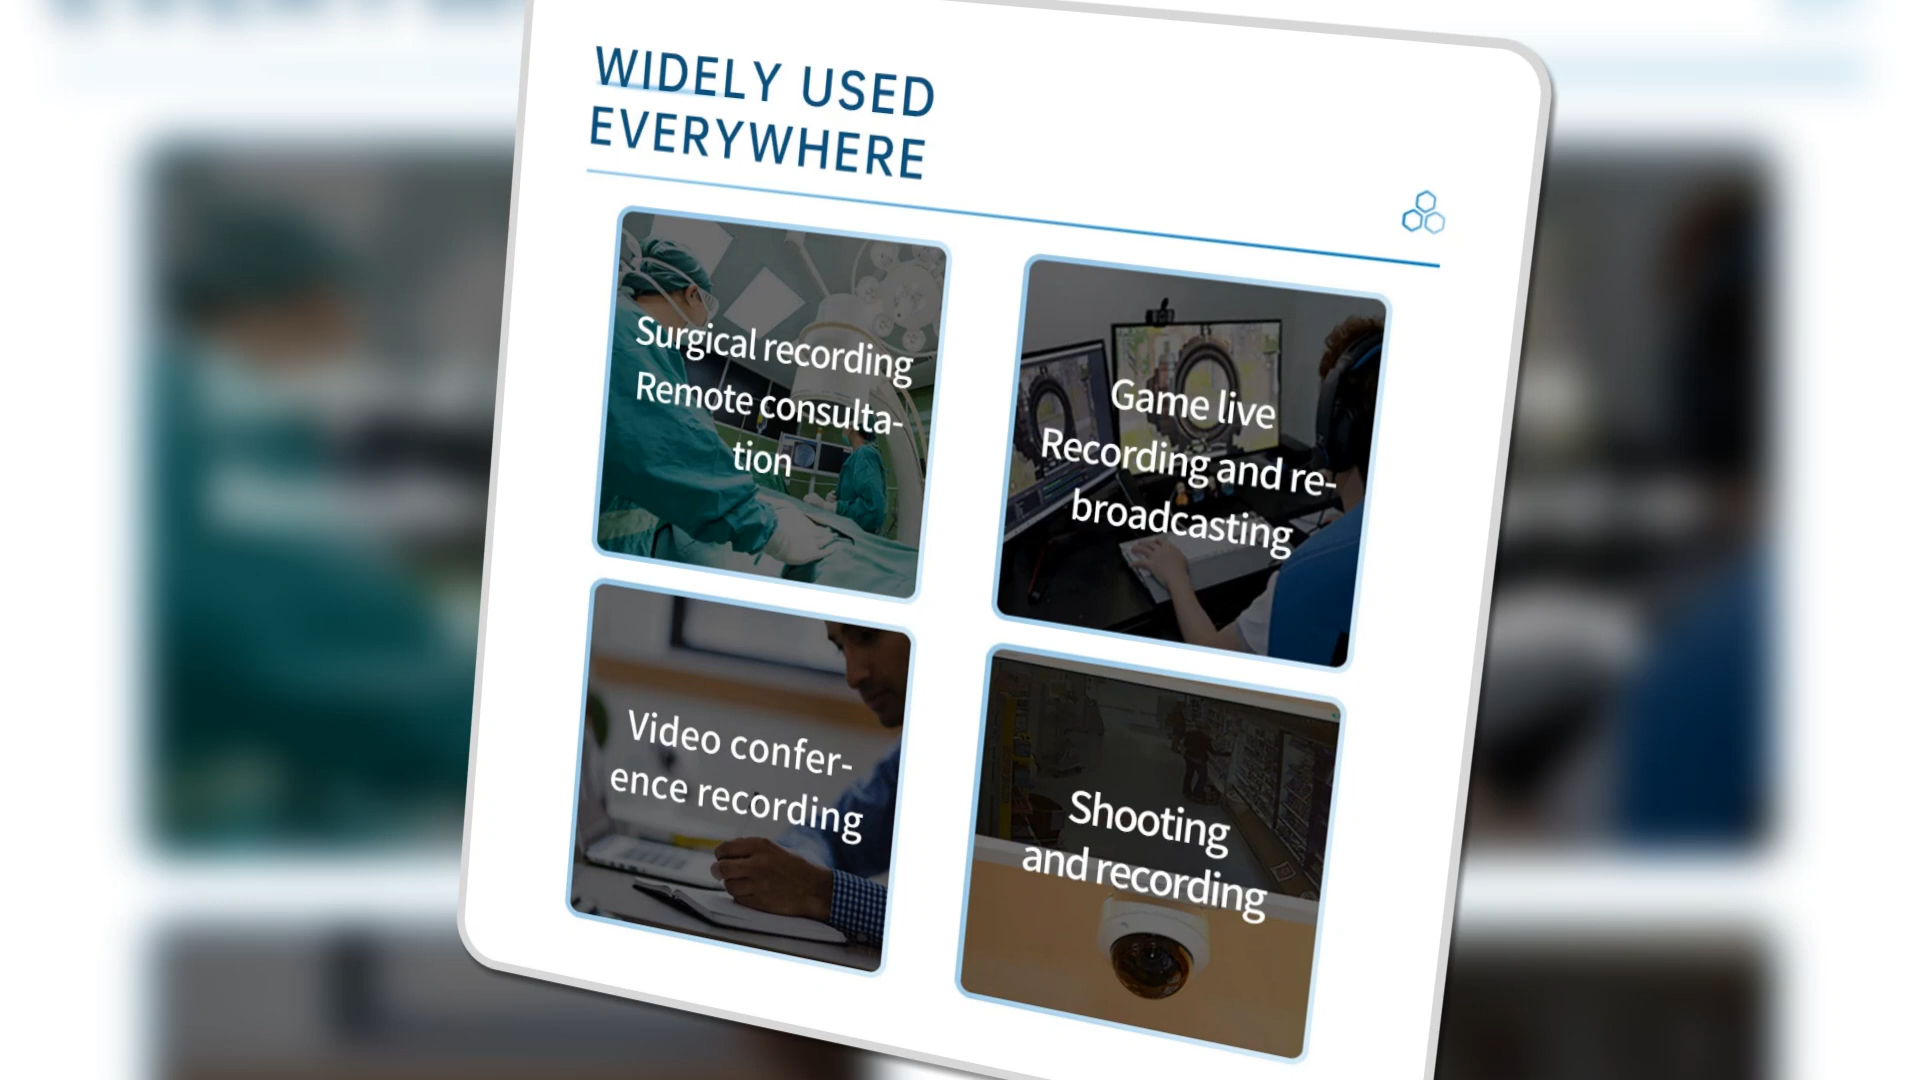 WIDELY USED
EVERYWHERE
Surgical recording
Remote consulta-
tion
Game live
Recording and re-
broadcasting
Video confer-
ence recording
Shooting
and recording